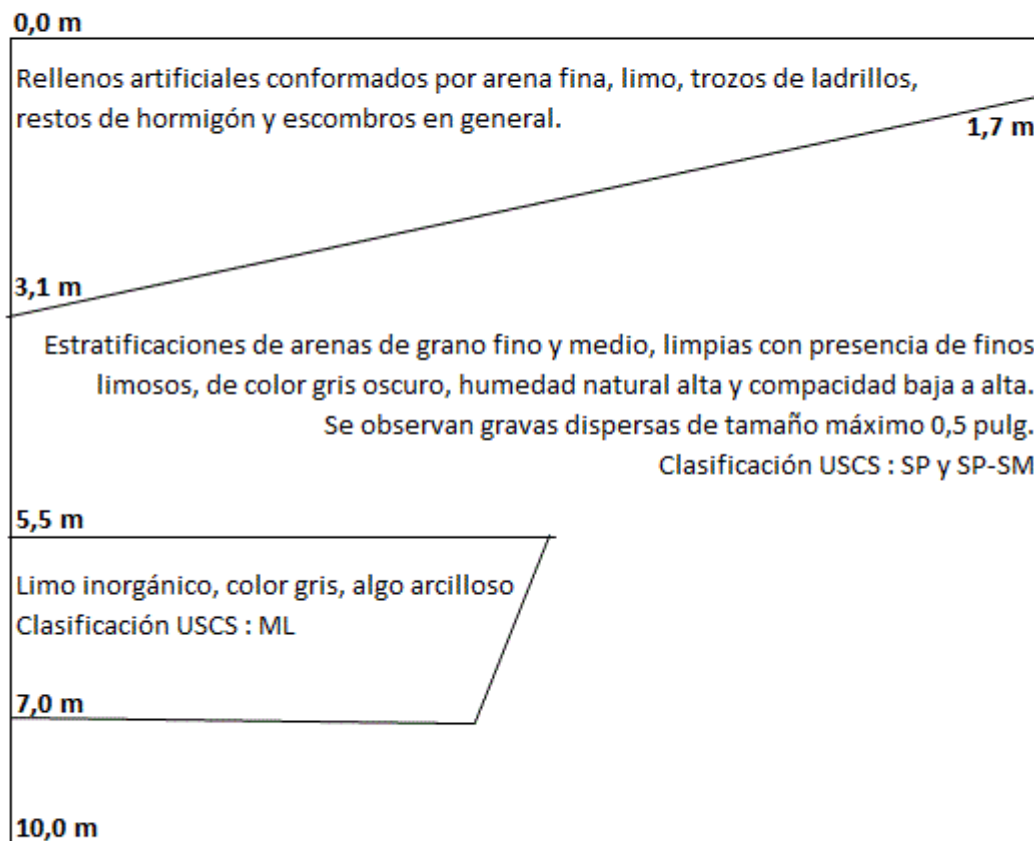 0,0 m
Rellenos artificiales conformados por arena fina, limo, trozos de ladrillos,
restos de hormigón y escombros en general.
1,7 m
3,1 m
Estratificaciones de arenas de grano fino y medio, limpias con presencia de finos
limosos, de color gris oscuro, humedad natural alta y compacidad baja a alta.
Se observan gravas dispersas de tamaño máximo 0,5 pulg.
Clasificación USCS : SP y SP-SM
5,5 m
Limo inorgánico, color gris, algo arcilloso
Clasificación USCS : ML
7,0 m
10,0 m